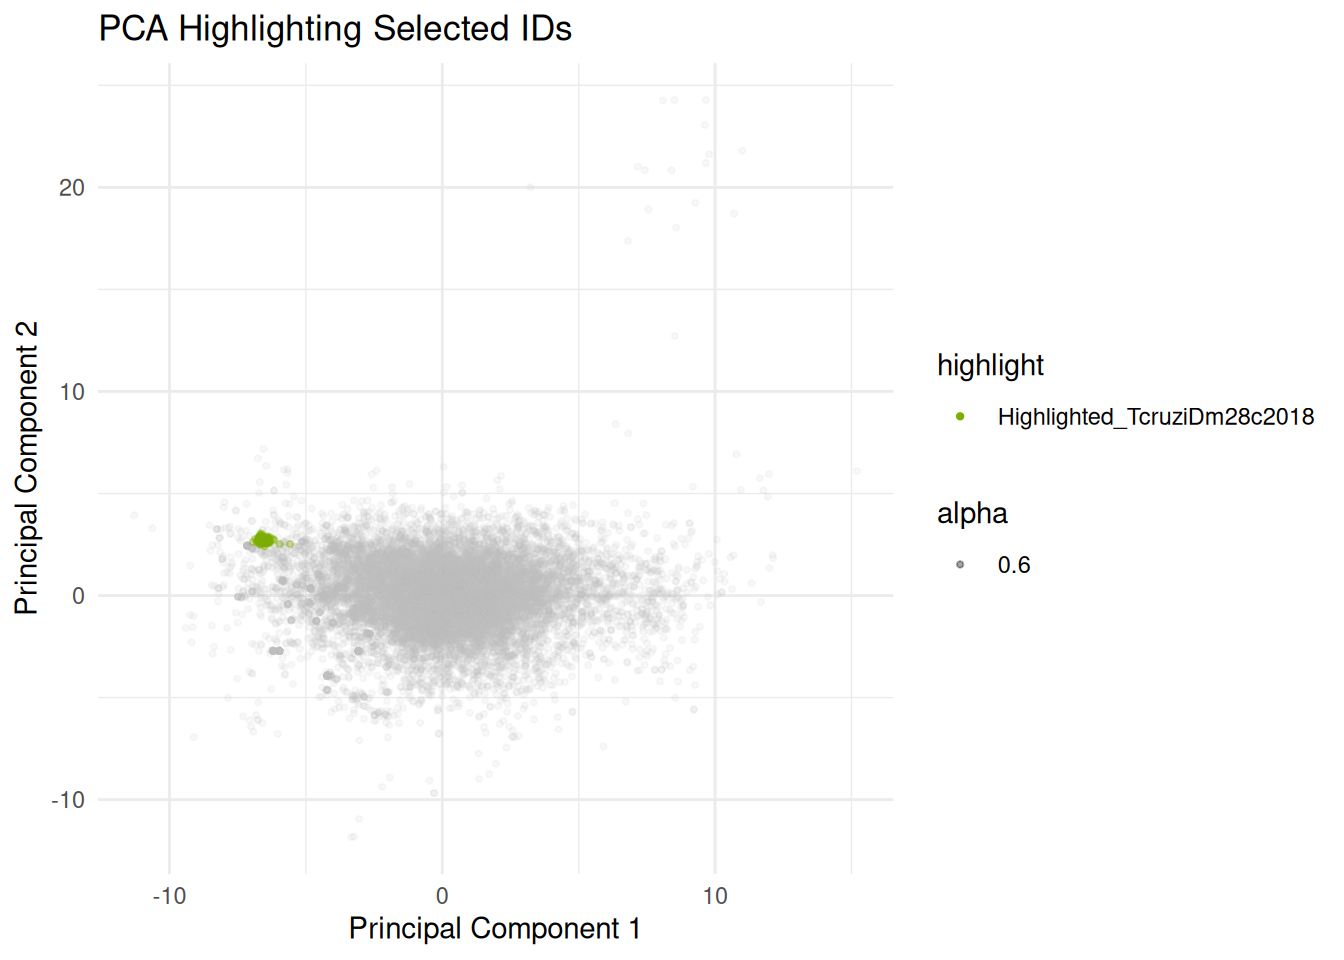 PCA Highlighting Selected IDs
Principal Component 2
20
10
0
-10
-10
0
10
Principal Component 1
highlight
Highlighted_TcruziDm28c2018
alpha
0.6